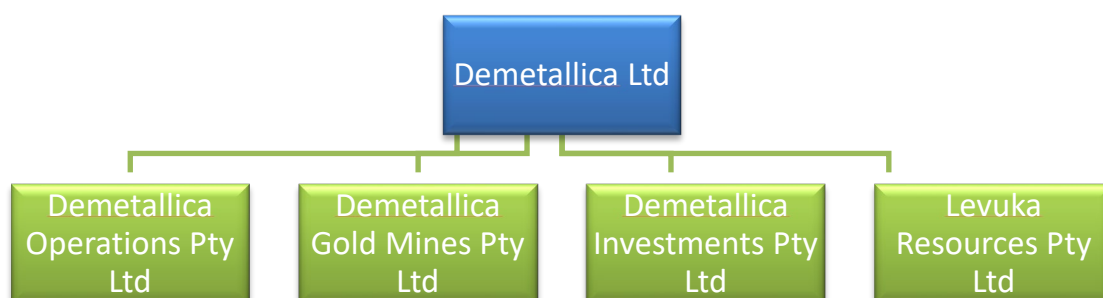 Demetallica Ltd
Demetallica
Operations Pty
Ltd
Demetallica
Gold Mines Pty
Ltd
Demetallica
Investments Pty
Ltd
Levuka
Resources Pty
Ltd